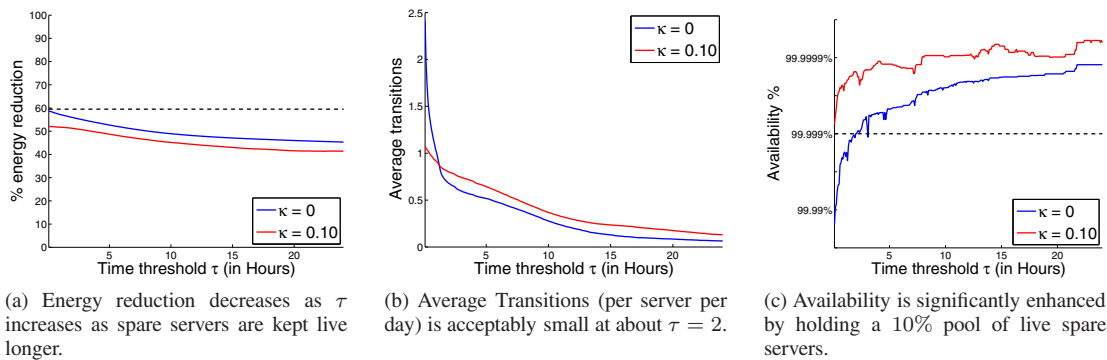 100
90
80
70
60
50
40
30
20
10
0
5
10
15
20
% energy reduction
Time threshold τ (in Hours)
κ = 0
κ = 0.10
(a) Energy reduction decreases as τ
increases as spare servers are kept live
longer.
2.5
2
1.5
1
0.5
0
5
10
15
20
Average transitions
Time threshold τ (in Hours)
κ = 0
κ = 0.10
(b) Average Transitions (per server per
day) is acceptably small at about τ = 2.
99.9999%
99.999%
99.99%
5
10
15
20
Availability %
Time threshold τ (in Hours)
κ = 0
κ = 0.10
(c) Availability is significantly enhanced
by holding a 10% pool of live spare
servers.